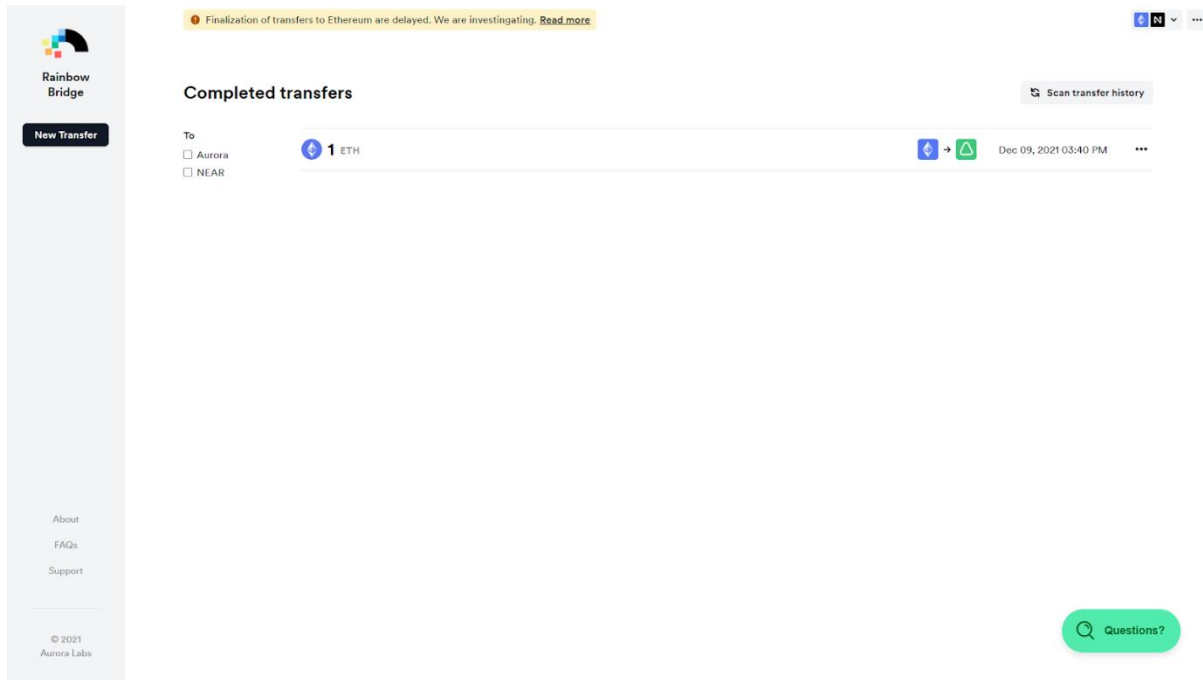 Finalization of transfers to Ethereum are delayed. We are investingating. Read more
Rainbow
Bridge
New Transfer
Completed transfers
Scan transfer history
To
Aurora
NEAR
1 ETH
Dec 09, 2021 03:40 PM
About
FAQs
Support
© 2021
Aurora Labs
Questions?